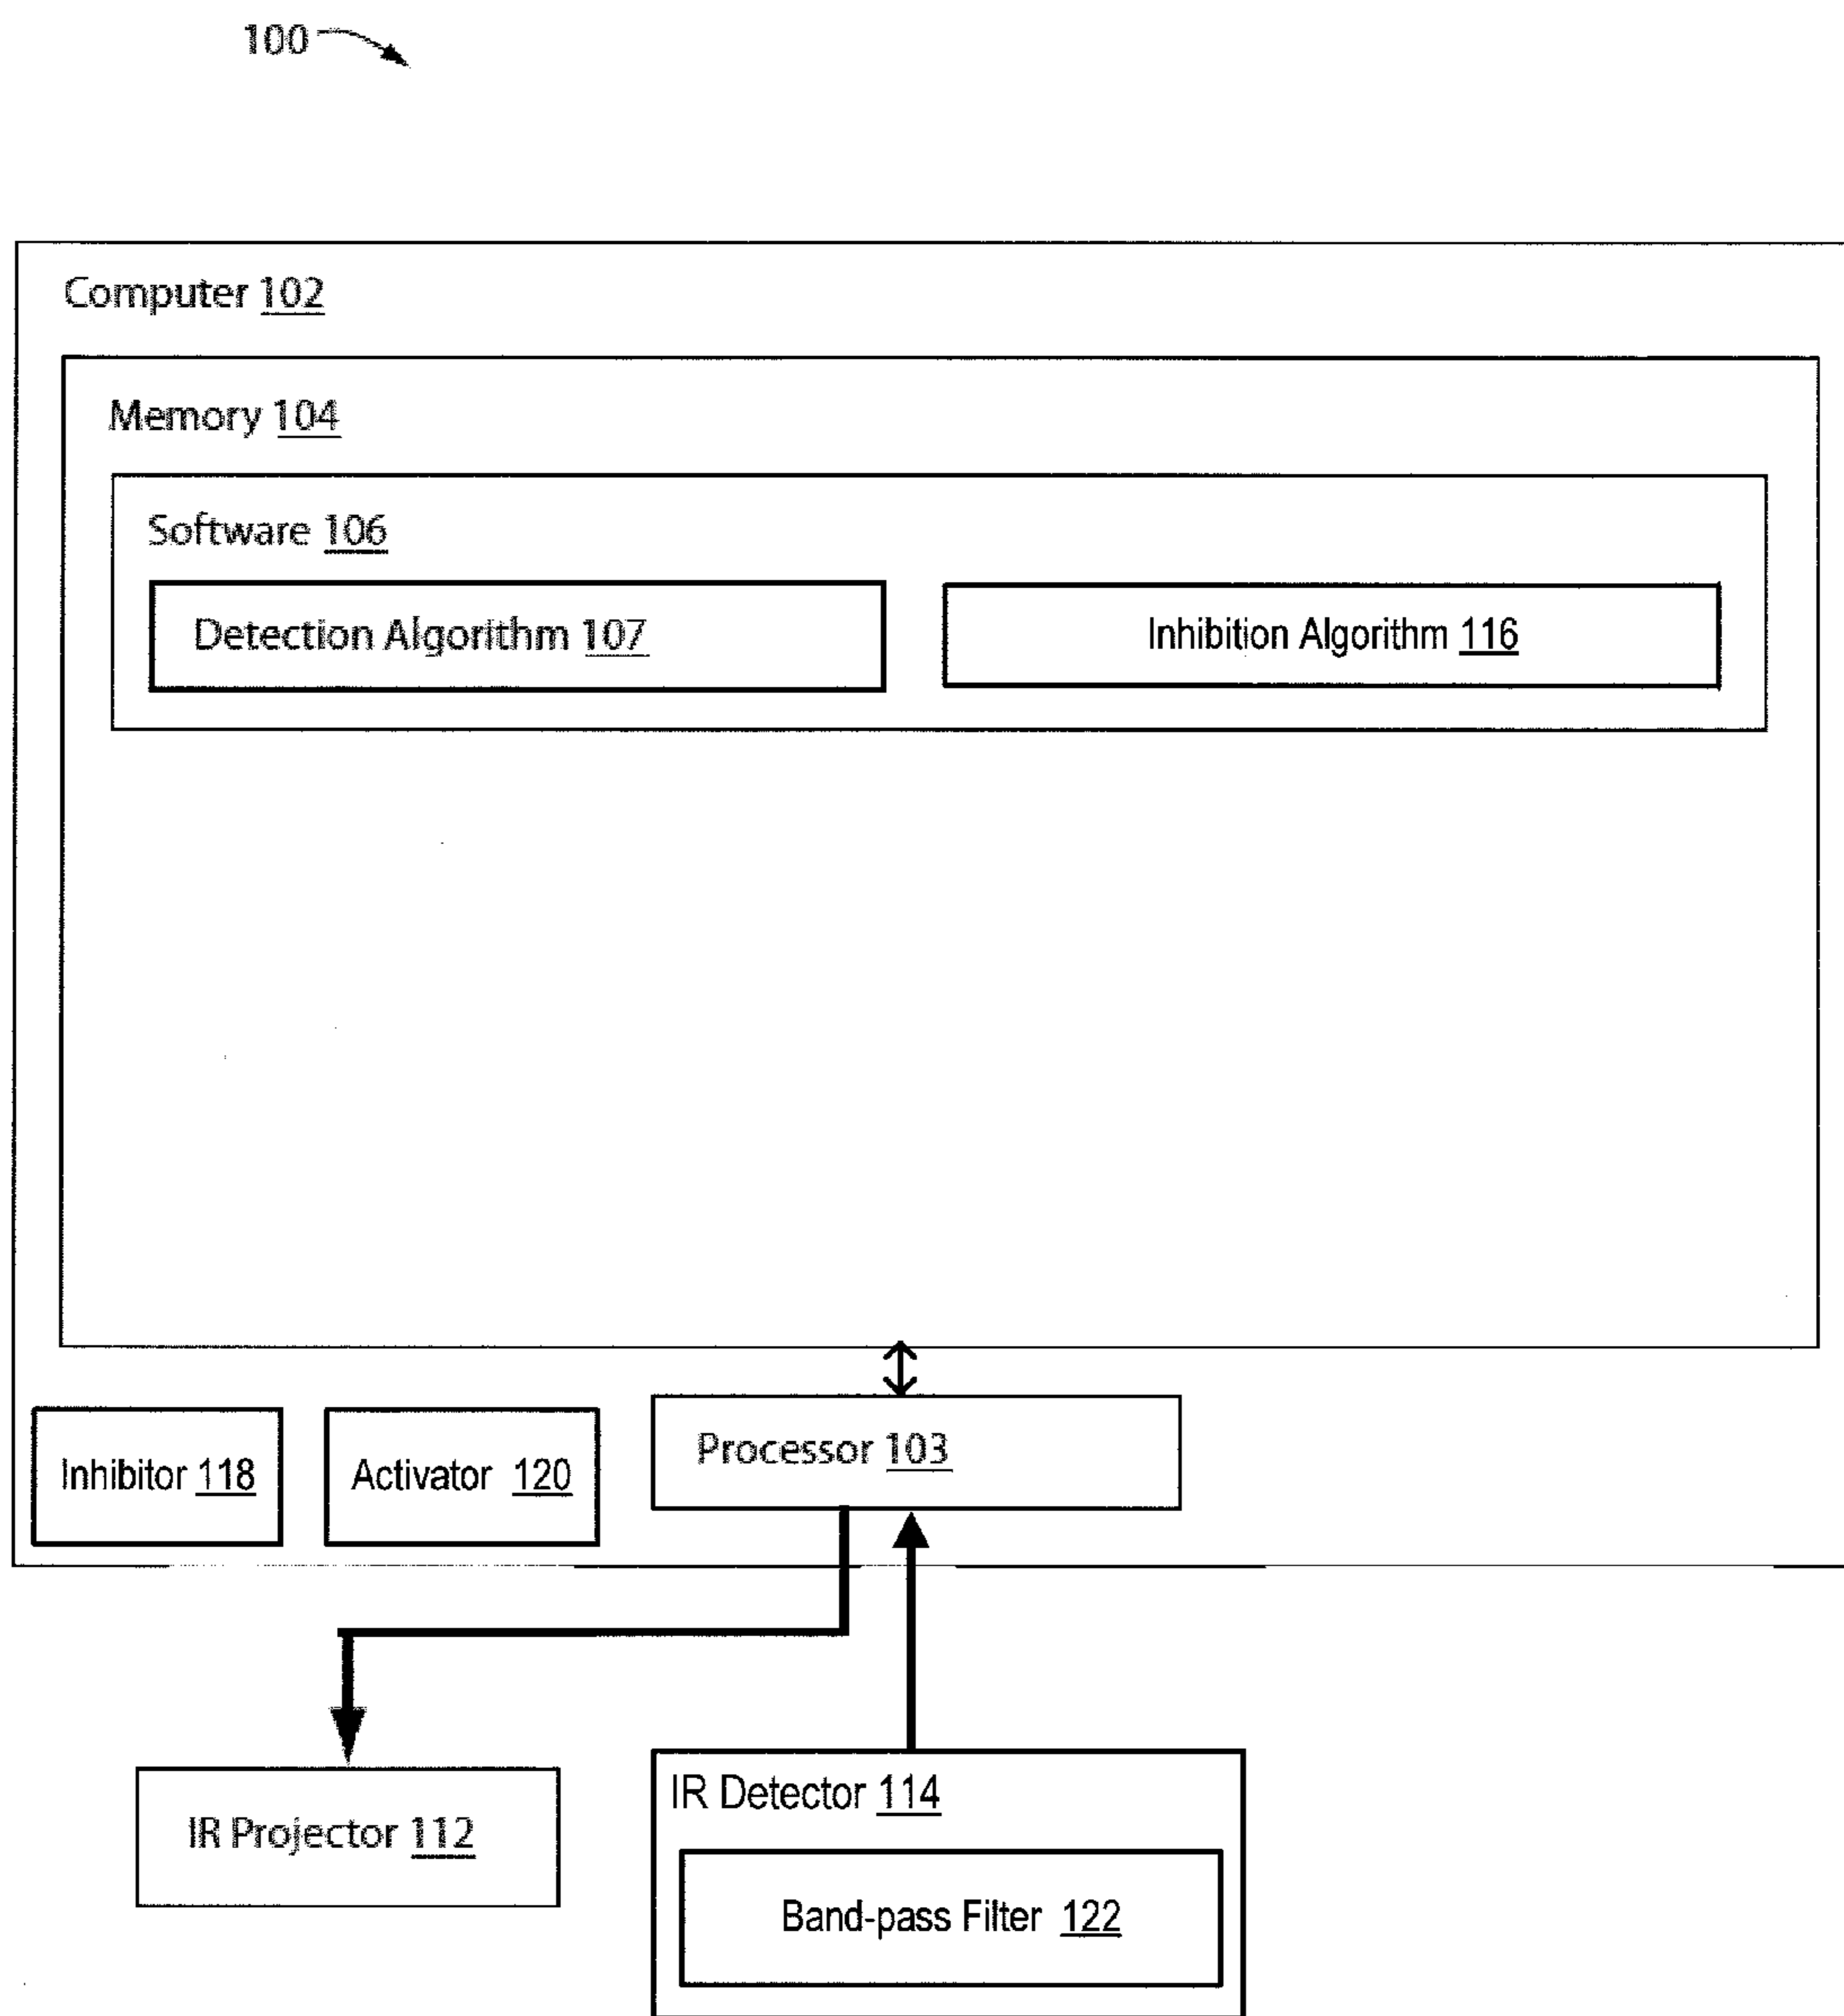 100
Computer 102
Memory 104
Software 106
Detection Algorithm 107
Inhibition Algorithm 116
Inhibitor 118
Activator 120
Processor 103
IR Projector 112
IR Detector 114
Band-pass Filter 122